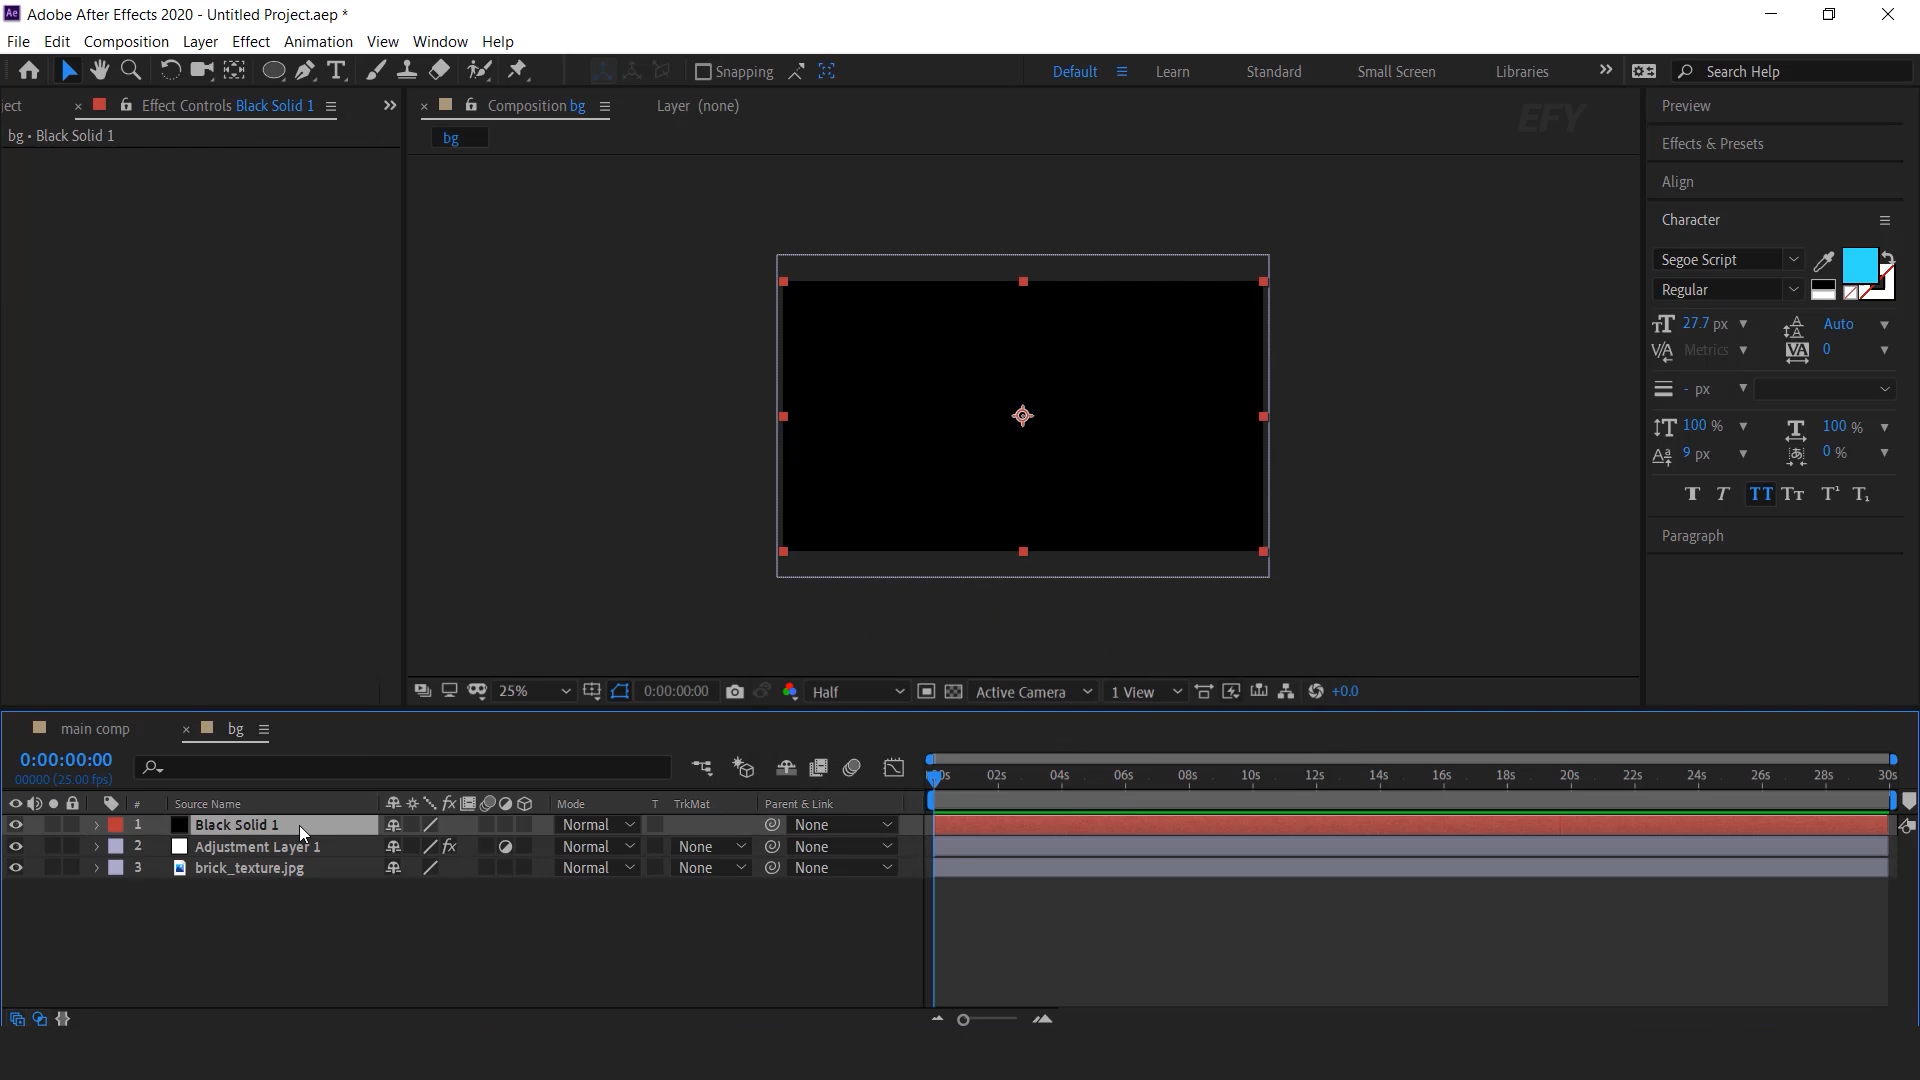 Ae Adobe After Effects 2020 - Untitled Project.aep *
File Edit Composition Layer Effect Animation View Window Help
Snapping Default Learn Standard Small Screen Libraries Search Help
ject Effect Controls Black Solid 1
bg • Black Solid 1
Composition bg Layer (none)
bg
EFY
Preview
Effects & Presets
Align
Character
Segoe Script
Regular
27.7 px Auto
Metrics 0
- px
100 % 100 %
9 px 0 %
Paragraph
25% 0:00:00:00 Half Active Camera 1 View +0.0
main comp bg
0:00:00:00
00000 (25.00 fps)
00s 02s 04s 06s 08s 10s 12s 14s 16s 18s 20s 22s 24s 26s 28s 30s
# Source Name fx Mode T TrkMat Parent & Link
1 Black Solid 1 Normal None
2 Adjustment Layer 1 fx Normal None None
3 brick_texture.jpg Normal None None